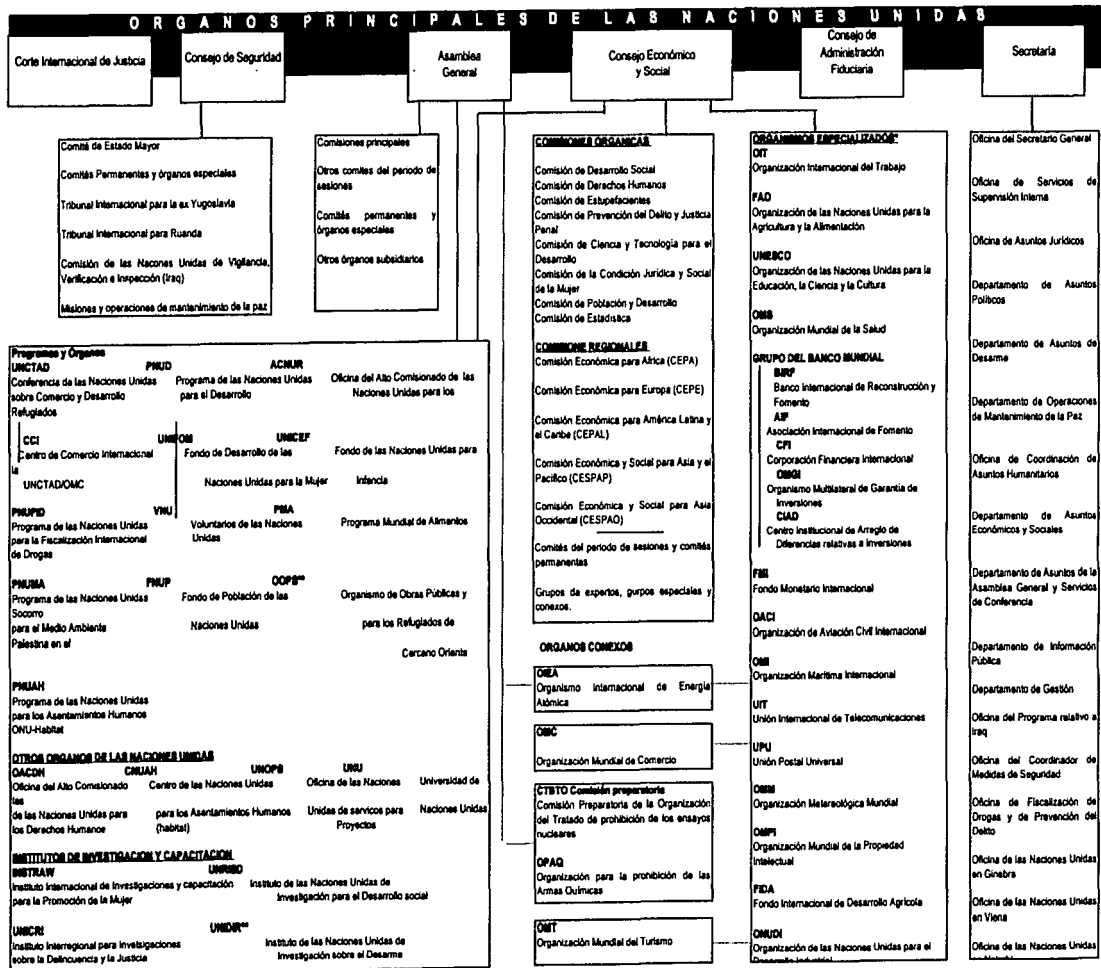 ORGANOS PRINCIPALES DE LAS NACIONES UNIDAS
Corte Internacional de Justicia
Consejo de Seguridad
Asamblea
General
Consejo Económico
y Social
Consejo de
Administración
Fiduciaria
Secretaría
Comité de Estado Mayor
Comités Permanentes y órganos especiales
Tribunal Internacional para la ex Yugoslavia
Tribunal Internacional para Ruanda
Comisión de las Nacones Unidas de Vigilancia,
Verificación e Inspección (Iraq)
Misiones y operaciones de mantenimiento de la paz
Comisiones principales
Otros comites del periodo de
sesiones
Comités permanentes y
órganos especiales
Otros órganos subsidiarios
Programas y Órganos
UNCTAD PNUD ACNUR
Conferencia de las Naciones Unidas Programa de las Naciones Unidas Oficina del Alto Comisionado de las
sobre Comercio y Desarrollo para el Desarrollo Naciones Unidas para los
Refugiados
CCI UNIFOM UNICEF
Centro de Comercio Internacional Fondo de Desarrollo de las Fondo de las Naciones Unidas para
la
UNCTAD/OMC Naciones Unidas para la Mujer Infancia
PNUFID VNU PMA
Programa de las Naciones Unidas Voluntarios de las Naciones Programa Mundial de Alimentos
para la Fiscalización Internacional Unidas
de Drogas
PNUMA FNUP OOPS**
Programa de las Naciones Unidas Fondo de Población de las Organismo de Obras Públicas y
Socorro
para el Medio Ambiente Naciones Unidas para los Refugiados de
Palestina en el
Cercano Oriente
PNUAH
Programa de las Naciones Unidas
para los Asentamientos Humanos
ONU-Habitat
OTROS ORGANOS DE LAS NACIONES UNIDAS
OACDH CNUAH UNOPS UNU
Oficina del Alto Comisionado Centro de las Naciones Unidas Oficina de las Naciones Universidad de
las
de las Naciones Unidas para para los Asentamientos Humanos Unidas de servicios para Naciones Unidas
los Derechos Humanos (habitat) Proyectos
INSTITUTOS DE INVESTIGACION Y CAPACITACION
INSTRAW UNRISD
Instituto Internacional de Investigaciones y capacitación Instituto de las Naciones Unidas de
para la Promoción de la Mujer Investigación para el Desarrollo social
UNICRI UNIDIR**
Instituto Interregional para Invetsigaciones Instituto de las Naciones Unidas de
sobre la Delincuencia y la Justicia Investigación sobre el Desarme
COMISIONES ORGANICAS
Comisión de Desarrollo Social
Comisión de Derechos Humanos
Comisión de Estupefacientes
Comisión de Prevención del Delito y Justicia
Penal
Comisión de Ciencia y Tecnología para el
Desarrollo
Comisión de la Condición Jurídica y Social
de la Mujer
Comisión de Población y Desarrollo
Comisión de Estadística
COMISIONE REGIONALES
Comisión Económica para Africa (CEPA)
Comisión Económica para Europa (CEPE)
Comisión Económica para América Latina y
el Caribe (CEPAL)
Comisión Económica y Social para Asia y el
Pacífico (CESPAP)
Comisión Económica y Social para Asia
Occidental (CESPAO)
Comités del periodo de sesiones y comités
permanentes
Grupos de expertos, gurpos especiales y
conexos.
ORGANOS CONEXOS
OIEA
Organismo Internacional de Energía
Atómica
OMC
Organización Mundial de Comercio
CTBTO Comisión preparatoria
Comisión Preparatoria de la Organización
del Tratado de prohibición de los ensayos
nucleares
OPAQ
Organización para la prohibición de las
Armas Químicas
OMT
Organización Mundial del Turismo
ORGANISMOS ESPECIALIZADOS*
OIT
Organización Internacional del Trabajo
FAO
Organización de las Naciones Unidas para la
Agricultura y la Alimentación
UNESCO
Organización de las Naciones Unidas para la
Educación, la Ciencia y la Cultura
OMS
Organización Mundial de la Salud
GRUPO DEL BANCO MUNDIAL
BIRF
Banco Internacional de Reconstrucción y
Fomento
AIF
Asociación Internacional de Fomento
CFI
Corporación Financiera Internacional
OMGI
Organismo Multilateral de Garantía de
Inversiones
CIAD
Centro Institucional de Arreglo de
Diferencias relativas a Inversiones
FMI
Fondo Monetario Internacional
OACI
Organización de Aviación Civil Internacional
OMI
Organización Marítima Internacional
UIT
Unión Internacional de Telecomunicaciones
UPU
Unión Postal Universal
OMM
Organización Metereológica Mundial
OMPI
Organización Mundial de la Propiedad
Intelectual
FIDA
Fondo Internacional de Desarrollo Agrícola
ONUDI
Organización de las Naciones Unidas para el
Desarrollo Industrial
Oficina del Secretario General
Oficina de Servicios de
Supervisión Interna
Oficina de Asuntos Jurídicos
Departamento de Asuntos
Políticos
Departamento de Asuntos de
Desarme
Departamento de Operaciones
de Mantenimiento de la Paz
Oficina de Coordinación de
Asuntos Humanitarios
Departamento de Asuntos
Económicos y Sociales
Departamento de Asuntos de la
Asamblea General y Servicios
de Conferencia
Departamento de Información
Pública
Departamento de Gestión
Oficina del Programa relativo a
Iraq
Oficina del Coordinador de
Medidas de Seguridad
Oficina de Fiscalización de
Drogas y de Prevención del
Delito
Oficina de las Naciones Unidas
en Ginebra
Oficina de las Naciones Unidas
en Viena
Oficina de las Naciones Unidas